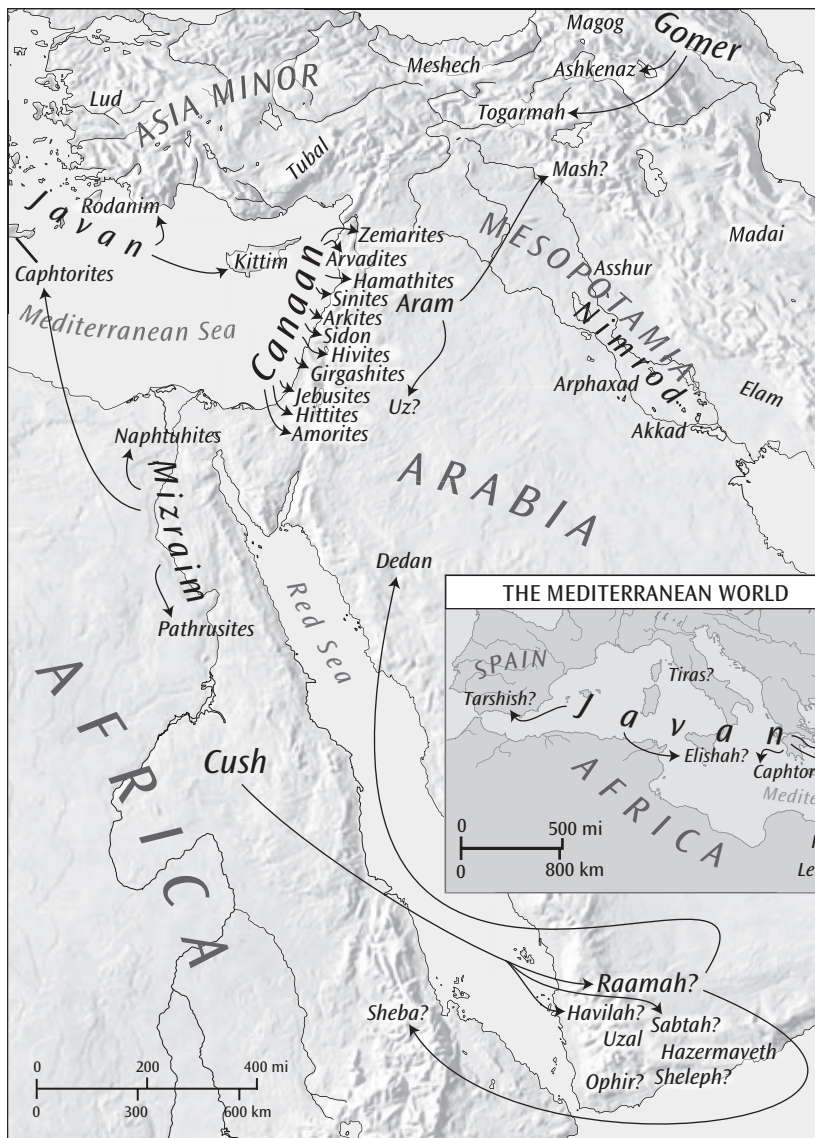 Magog
Gomer
Meshech
Ashkenaz
Lud
ASIA MINOR
Togarmah
Tubal
Mash?
Javan
Rodanim
Zemarites
MESOPOTAMIA
Madai
Kittim
Canaan
Arvadites
Caphtorites
Hamathites
Asshur
Sinites
Aram
Mediterranean Sea
Arkites
Nimrod
Sidon
Hivites
Girgashites
Arphaxad
Elam
Jebusites
Uz?
Hittites
Akkad
Naphtuhites
Amorites
Mizraim
ARABIA
Dedan
Red Sea
Pathrusites
AFRICA
Cush
THE MEDITERRANEAN WORLD
SPAIN
Tiras?
Tarshish?
Javan
Elishah?
Caphtor
Medite
AFRICA
0 500 mi
0 800 km
Le
Raamah?
Sheba?
Havilah?
Sabtah?
Uzal
Hazermaveth
Ophir?
Sheleph?
0 200 400 mi
0 300 600 km